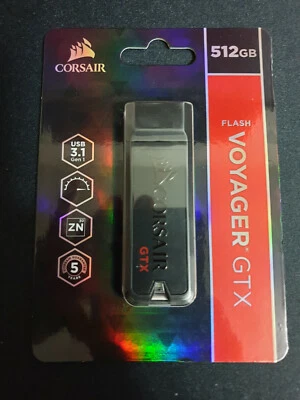 CORSAIR
512GB
FLASH
VOYAGER GTX
USB
3.1
Gen 1
ZN
5
CORSAIR
GTX